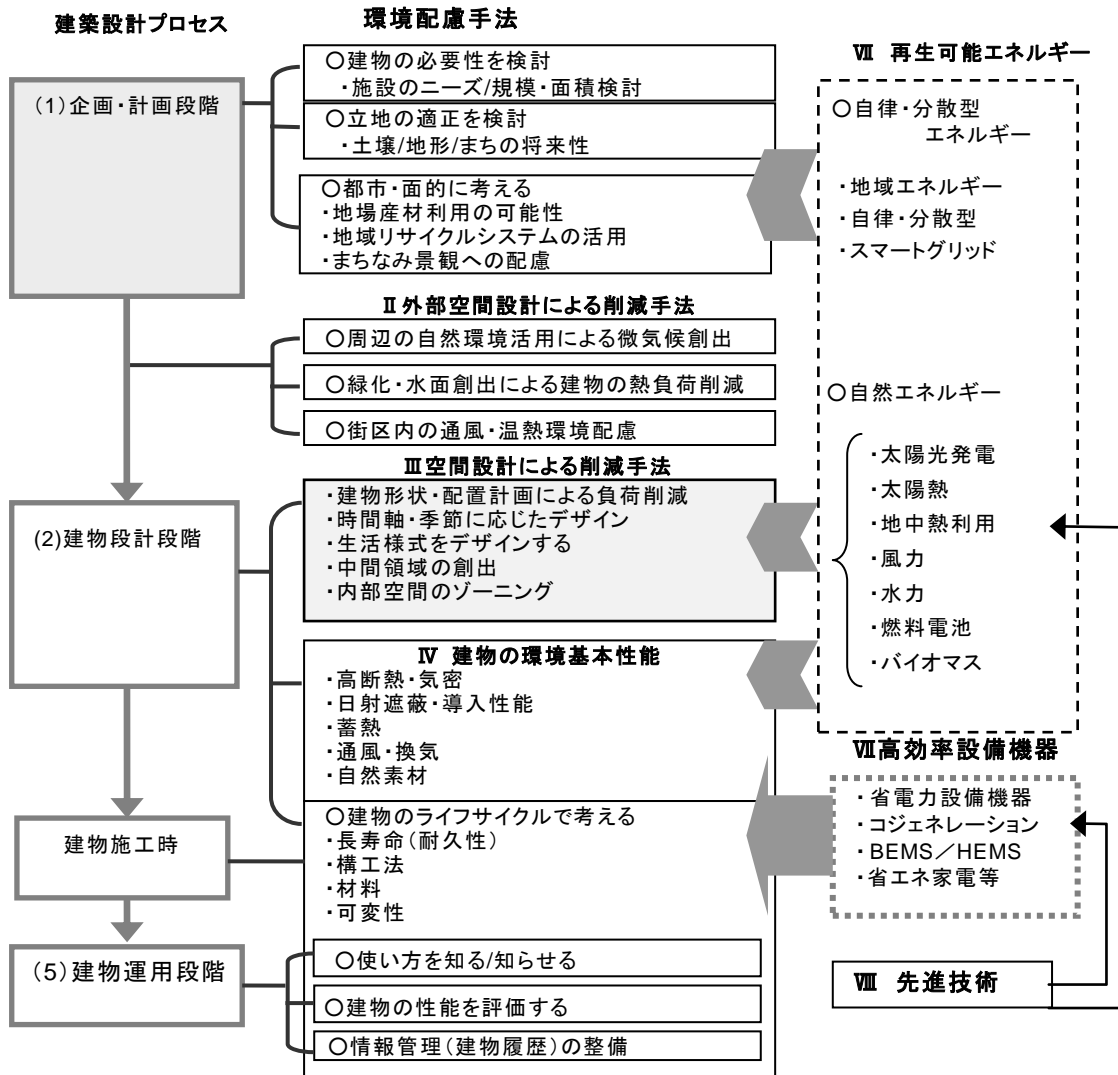 建築設計プロセス
環境配慮手法
(1)企画・計画段階
○建物の必要性を検討
・施設のニーズ/規模・面積検討
○立地の適正を検討
・土壌/地形/まちの将来性
○都市・面的に考える
・地場産材利用の可能性
・地域リサイクルシステムの活用
・まちなみ景観への配慮
Ⅱ外部空間設計による削減手法
○周辺の自然環境活用による微気候創出
○緑化・水面創出による建物の熱負荷削減
○街区内の通風・温熱環境配慮
Ⅲ空間設計による削減手法
(2)建物段計段階
・建物形状・配置計画による負荷削減
・時間軸・季節に応じたデザイン
・生活様式をデザインする
・中間領域の創出
・内部空間のゾーニング
Ⅳ 建物の環境基本性能
・高断熱・気密
・日射遮蔽・導入性能
・蓄熱
・通風・換気
・自然素材
建物施工時
○建物のライフサイクルで考える
・長寿命(耐久性)
・構工法
・材料
・可変性
(5)建物運用段階
○使い方を知る/知らせる
○建物の性能を評価する
○情報管理(建物履歴)の整備
Ⅶ 再生可能エネルギー
○自律・分散型
エネルギー
・地域エネルギー
・自律・分散型
・スマートグリッド
○自然エネルギー
・太陽光発電
・太陽熱
・地中熱利用
・風力
・水力
・燃料電池
・バイオマス
Ⅶ高効率設備機器
・省電力設備機器
・コジェネレーション
・BEMS/HEMS
・省エネ家電等
Ⅷ 先進技術